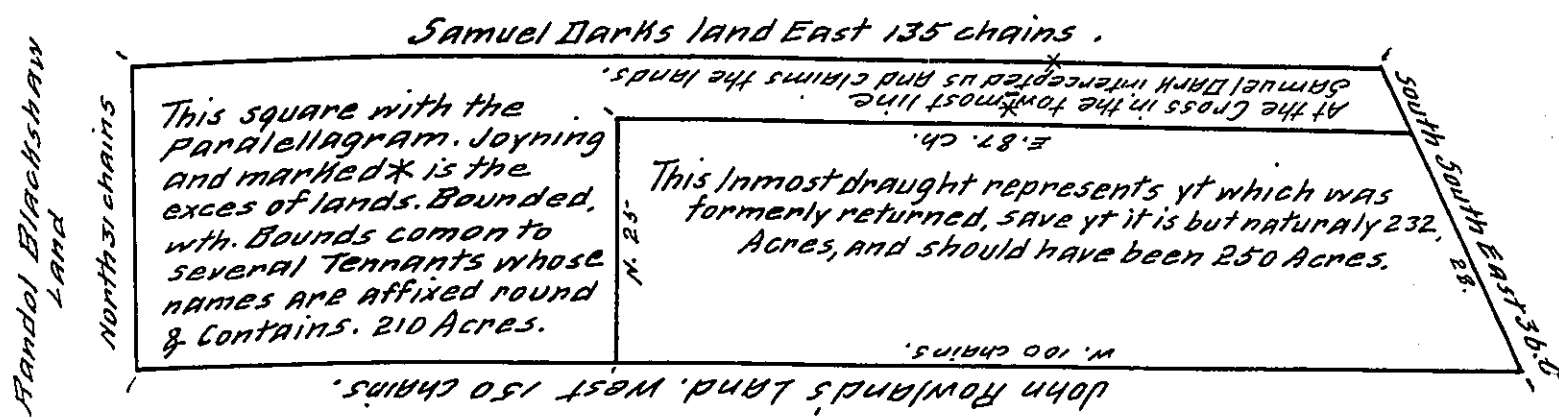 Samuel Darks land East 135 chains.
Randol Blackshaw
Land
North 31 chains
At the Cross in the towmost line
Samuel Dark intercepted us and claims the lands.
E. 87. Ch.
This square with the
Paralellagram. Joyning
and marked * is the
exces of lands. Bounded,
wth. Bounds comon to
several Tennants whose
names are affixed round
& Contains. 210 Acres.
N. 25
This Inmost draught represents yt which was
formerly returned, save yt it is but naturaly 232,
Acres, and should have been 250 Acres.
W. 100 chains.
South South East 36.C
28.
John Rowland's Land. West 150 chains.